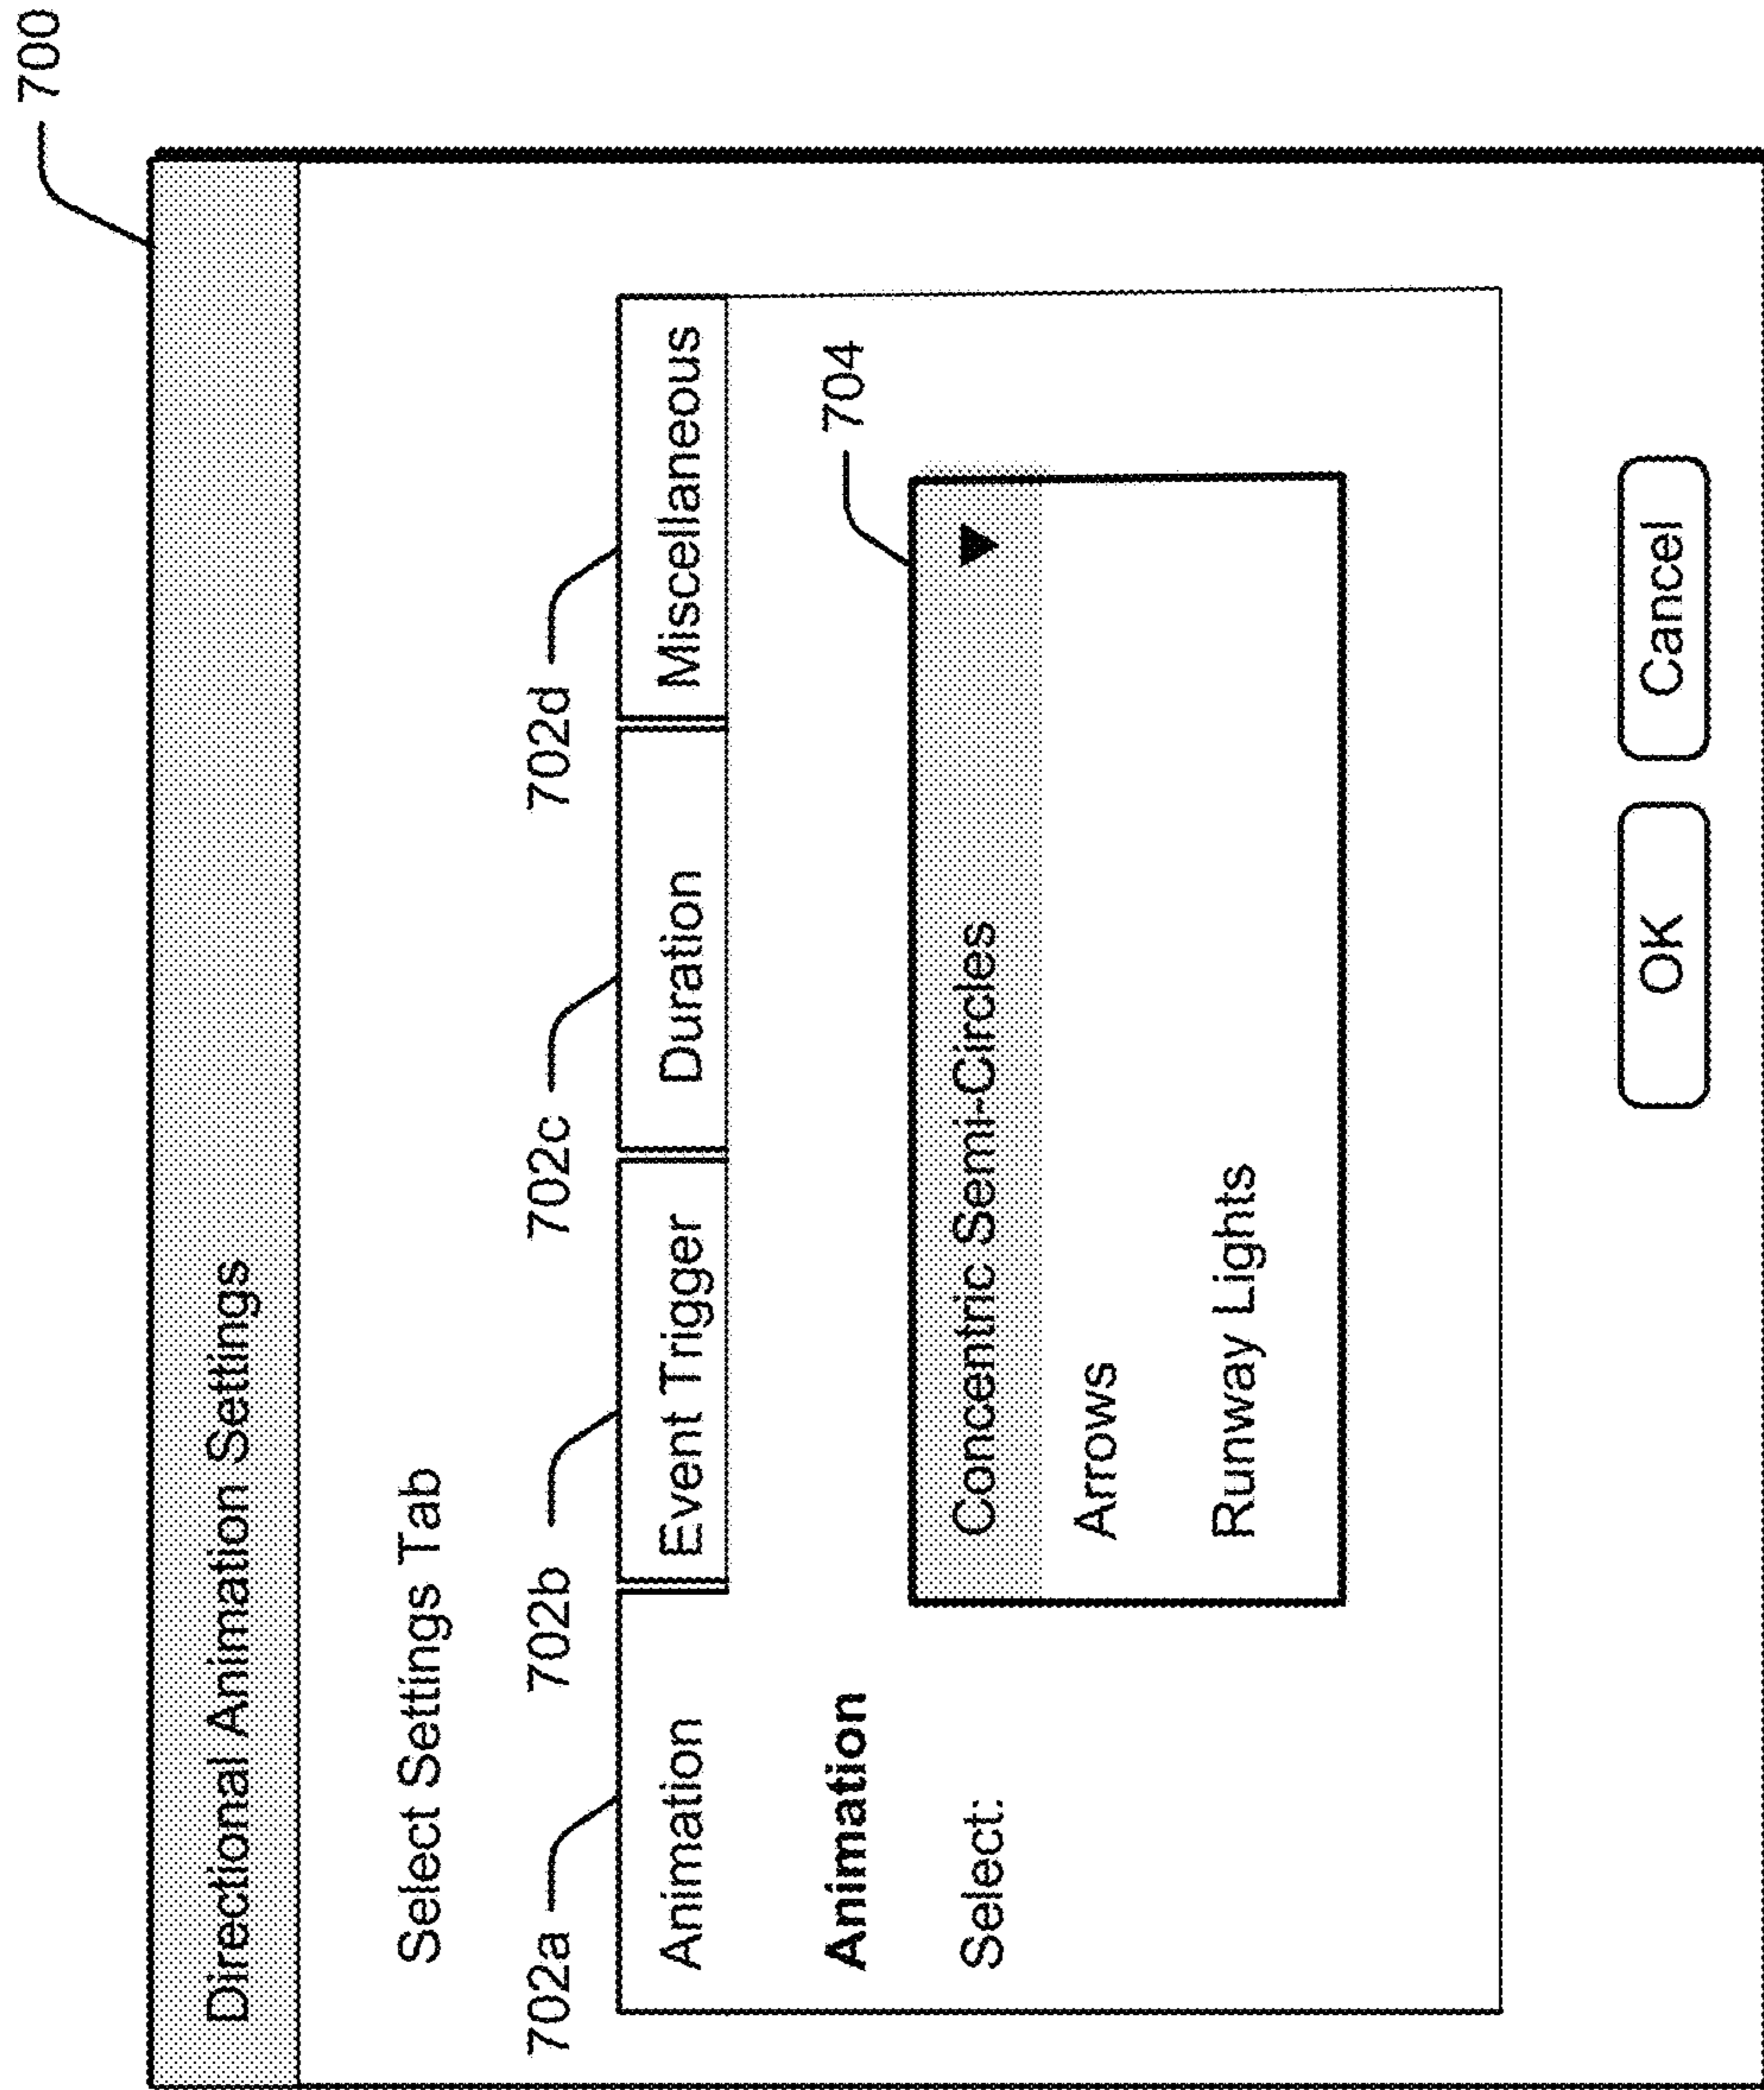 700
Directional Animation Settings
Select Settings Tab
702a 702b 702c 702d
Animation Event Trigger Duration Miscellaneous
Animation
704
Select: Concentric Semi-Circles
Arrows
Runway Lights
OK Cancel